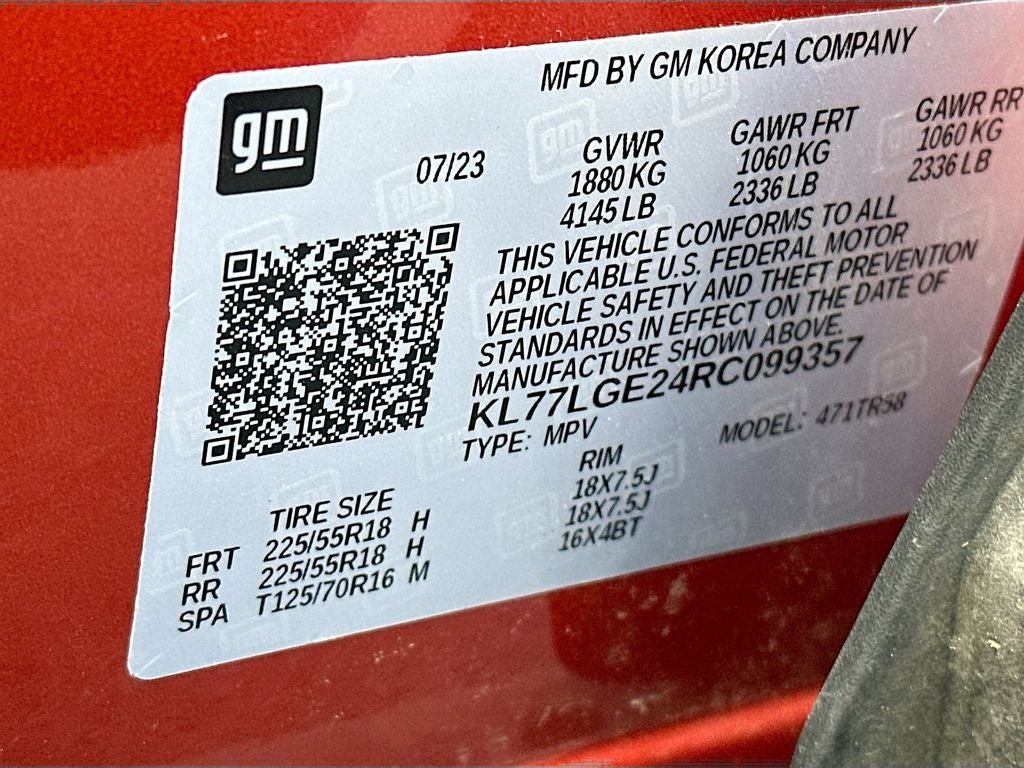 gm
MFD BY GM KOREA COMPANY
07/23
GVWR GAWR FRT GAWR RR
1880 KG 1060 KG 1060 KG
4145 LB 2336 LB 2336 LB
THIS VEHICLE CONFORMS TO ALL
APPLICABLE U.S. FEDERAL MOTOR
VEHICLE SAFETY AND THEFT PREVENTION
STANDARDS IN EFFECT ON THE DATE OF
MANUFACTURE SHOWN ABOVE.
KL77LGE24RC099357
TYPE: MPV MODEL: 471TR58
TIRE SIZE RIM
FRT 225/55R18 H 18X7.5J
RR 225/55R18 H 18X7.5J
SPA T125/70R16 M 16X4BT